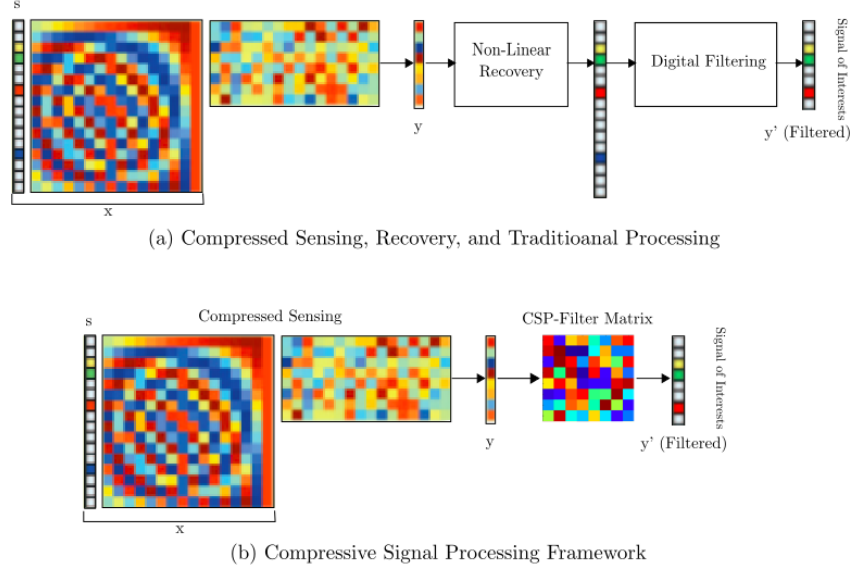 s
x
y
Non-Linear
Recovery
Digital Filtering
y' (Filtered)
Signal of Interests
(a) Compressed Sensing, Recovery, and Traditioanal Processing
Compressed Sensing
CSP-Filter Matrix
s
x
y
y' (Filtered)
Signal of Interests
(b) Compressive Signal Processing Framework